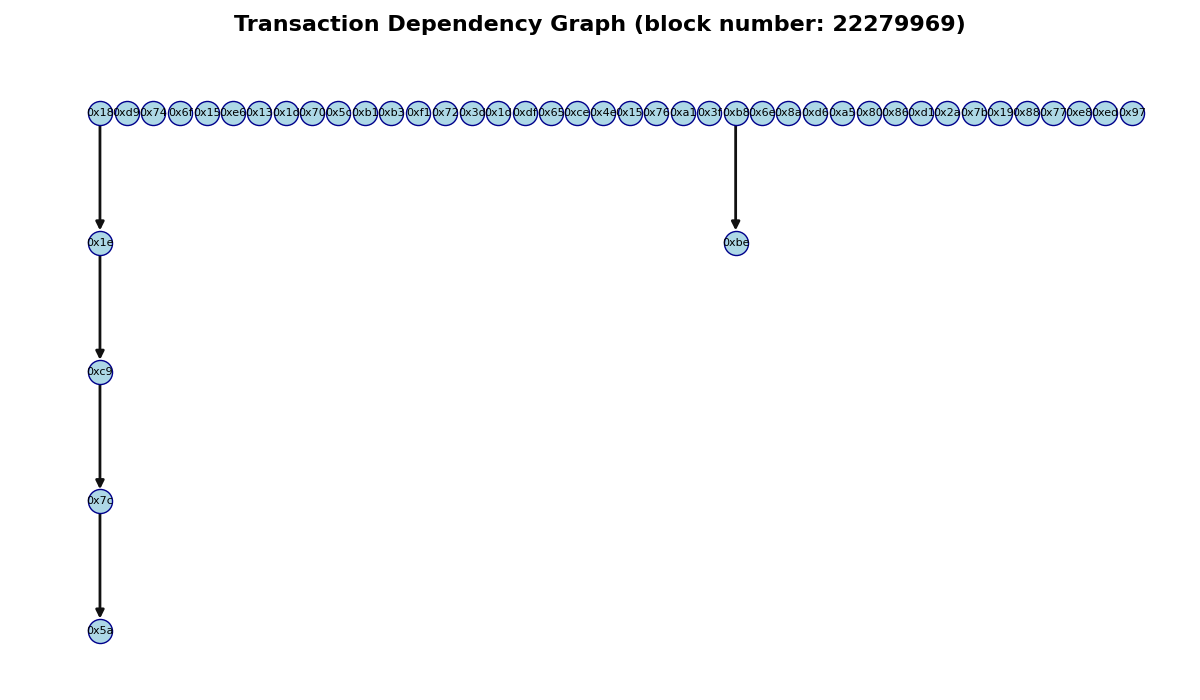 Transaction Dependency Graph (block number: 22279969)
0x18 0xd9 0x74 0x6f 0x15 0xe6 0x13 0x1d 0x70 0x5c 0xb1 0xb3 0xf1 0x72 0x3d 0x1d 0xdf 0x65 0xce 0x4e 0x15 0x76 0xa1 0x3f 0xb8 0x6e 0x8a 0xd6 0xa5 0x80 0x86 0xd1 0x2a 0x7b 0x19 0x88 0x77 0xe8 0xed 0x97
0x1e 0xbe
0xc9
0x7c
0x5a